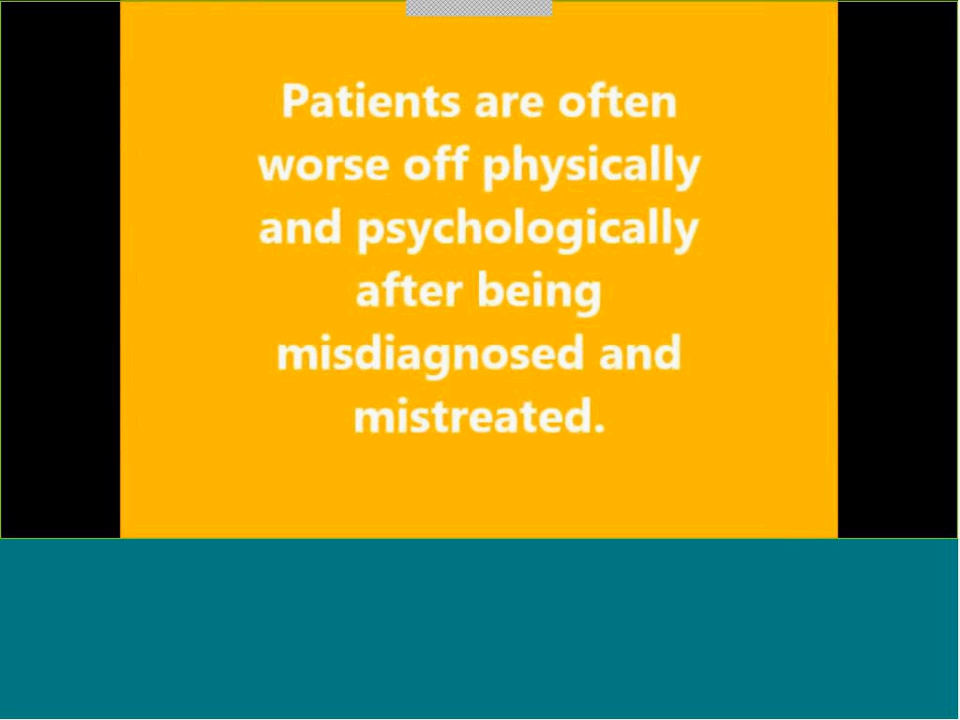 Patients are often
worse off physically
and psychologically
after being
misdiagnosed and
mistreated.